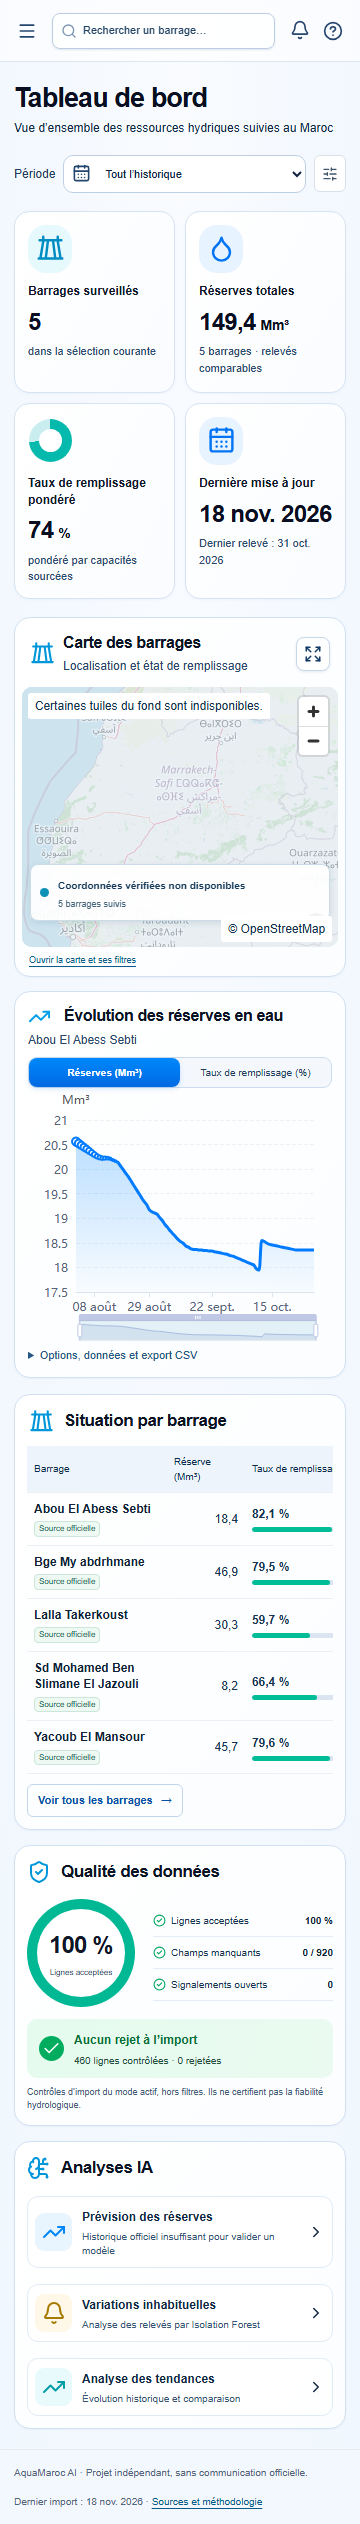 Rechercher un barrage...
Tableau de bord
Vue d'ensemble des ressources hydriques suivies au Maroc
Période
Tout l'historique
Barrages surveillés
5
dans la sélection courante
Réserves totales
149,4 Mm³
5 barrages · relevés
comparables
Taux de remplissage
pondéré
74 %
pondéré par capacités
sourcées
Dernière mise à jour
18 nov. 2026
Dernier relevé : 31 oct.
2026
Carte des barrages
Localisation et état de remplissage
Certaines tuiles du fond sont indisponibles.
+
−
آسفي
ابن جرير
Marrakech-
مراكش-
آسفي
Essaouira
الصويرة
Ouarzazat
Coordonnées vérifiées non disponibles
5 barrages suivis
أكادير
تارودانت
© OpenStreetMap
Ouvrir la carte et ses filtres
Évolution des réserves en eau
Abou El Abess Sebti
Réserves (Mm³)
Taux de remplissage (%)
Mm³
21
20.5
20
19.5
19
18.5
18
17.5
08 août 29 août 22 sept. 15 oct.
Options, données et export CSV
Situation par barrage
Barrage
Réserve
(Mm³)
Taux de remplissa
Abou El Abess Sebti
Source officielle
18,4
82,1 %
Bge My abdrhmane
Source officielle
46,9
79,5 %
Lalla Takerkoust
Source officielle
30,3
59,7 %
Sd Mohamed Ben
Slimane El Jazouli
Source officielle
8,2
66,4 %
Yacoub El Mansour
Source officielle
45,7
79,6 %
Voir tous les barrages →
Qualité des données
100 %
Lignes acceptées
Lignes acceptées 100 %
Champs manquants 0 / 920
Signalements ouverts 0
Aucun rejet à l'import
460 lignes contrôlées · 0 rejetées
Contrôles d'import du mode actif, hors filtres. Ils ne certifient pas la fiabilité
hydrologique.
Analyses IA
Prévision des réserves
Historique officiel insuffisant pour valider un
modèle
Variations inhabituelles
Analyse des relevés par Isolation Forest
Analyse des tendances
Évolution historique et comparaison
AquaMaroc AI · Projet indépendant, sans communication officielle.
Dernier import : 18 nov. 2026 · Sources et méthodologie